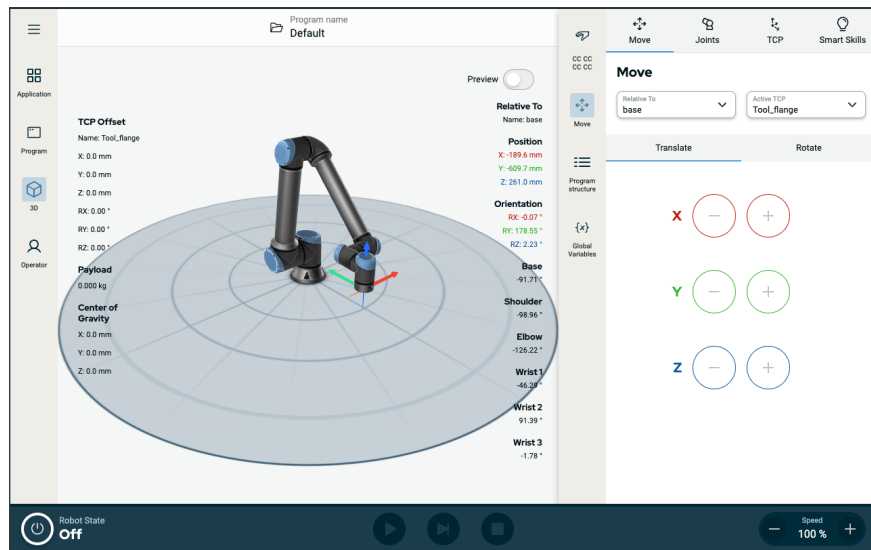 Program name
Default
Application
Program
3D
Operator
TCP Offset
Name: Tool_flange
X: 0.0 mm
Y: 0.0 mm
Z: 0.0 mm
RX: 0.00 °
RY: 0.00 °
RZ: 0.00 °
Payload
0.000 kg
Center of
Gravity
X: 0.0 mm
Y: 0.0 mm
Z: 0.0 mm
Preview
Relative To
Name: base
Position
X: -189.6 mm
Y: -609.7 mm
Z: 261.0 mm
Orientation
RX: -0.07 °
RY: 178.55 °
RZ: 2.23 °
Base
-91.71 °
Shoulder
-98.96 °
Elbow
-126.22 °
Wrist 1
-46.29 °
Wrist 2
91.39 °
Wrist 3
-1.78 °
CC CC
CC CC
Move
Program
structure
{x}
Global
Variables
Move
Joints
TCP
Smart Skills
Move
Relative To
base
Active TCP
Tool_flange
Translate
Rotate
X
Y
Z
Robot State
Off
Speed
100 %